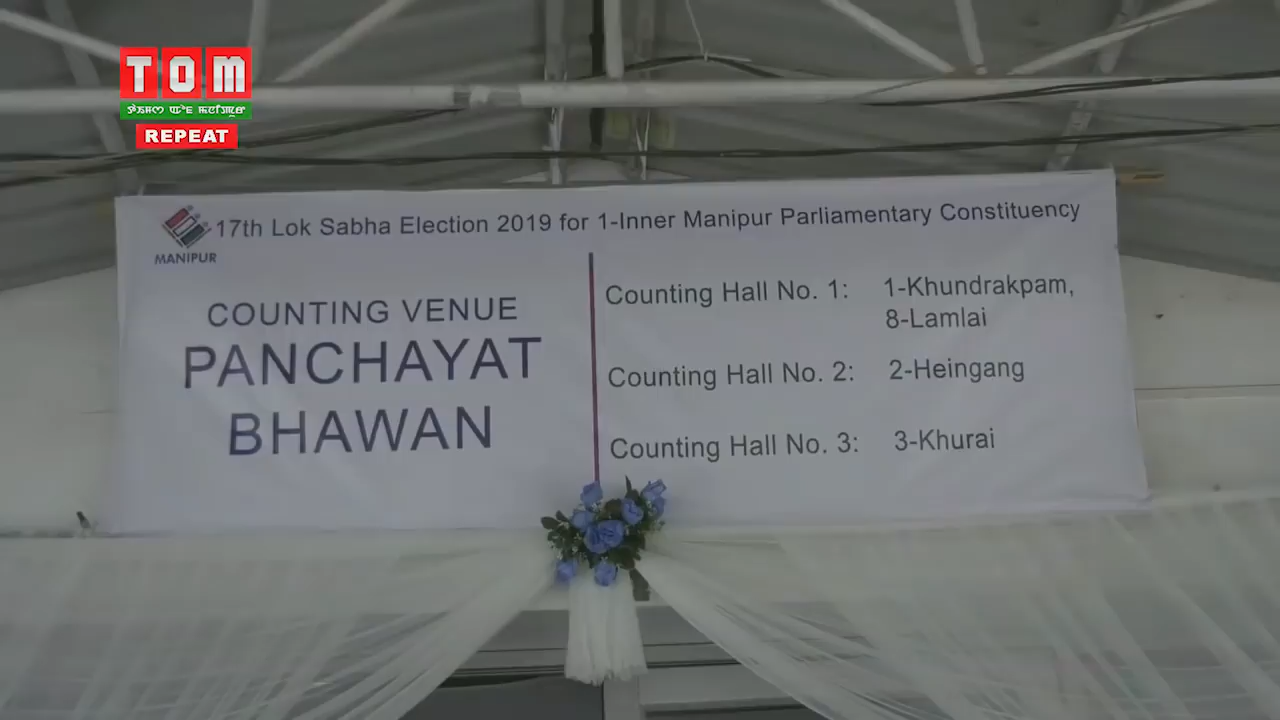 TOM
REPEAT
17th Lok Sabha Election 2019 for 1-Inner Manipur Parliamentary Constituency
MANIPUR
COUNTING VENUE
PANCHAYAT
BHAWAN
Counting Hall No. 1: 1-Khundrakpam,
8-Lamlai
Counting Hall No. 2: 2-Heingang
Counting Hall No. 3: 3-Khurai